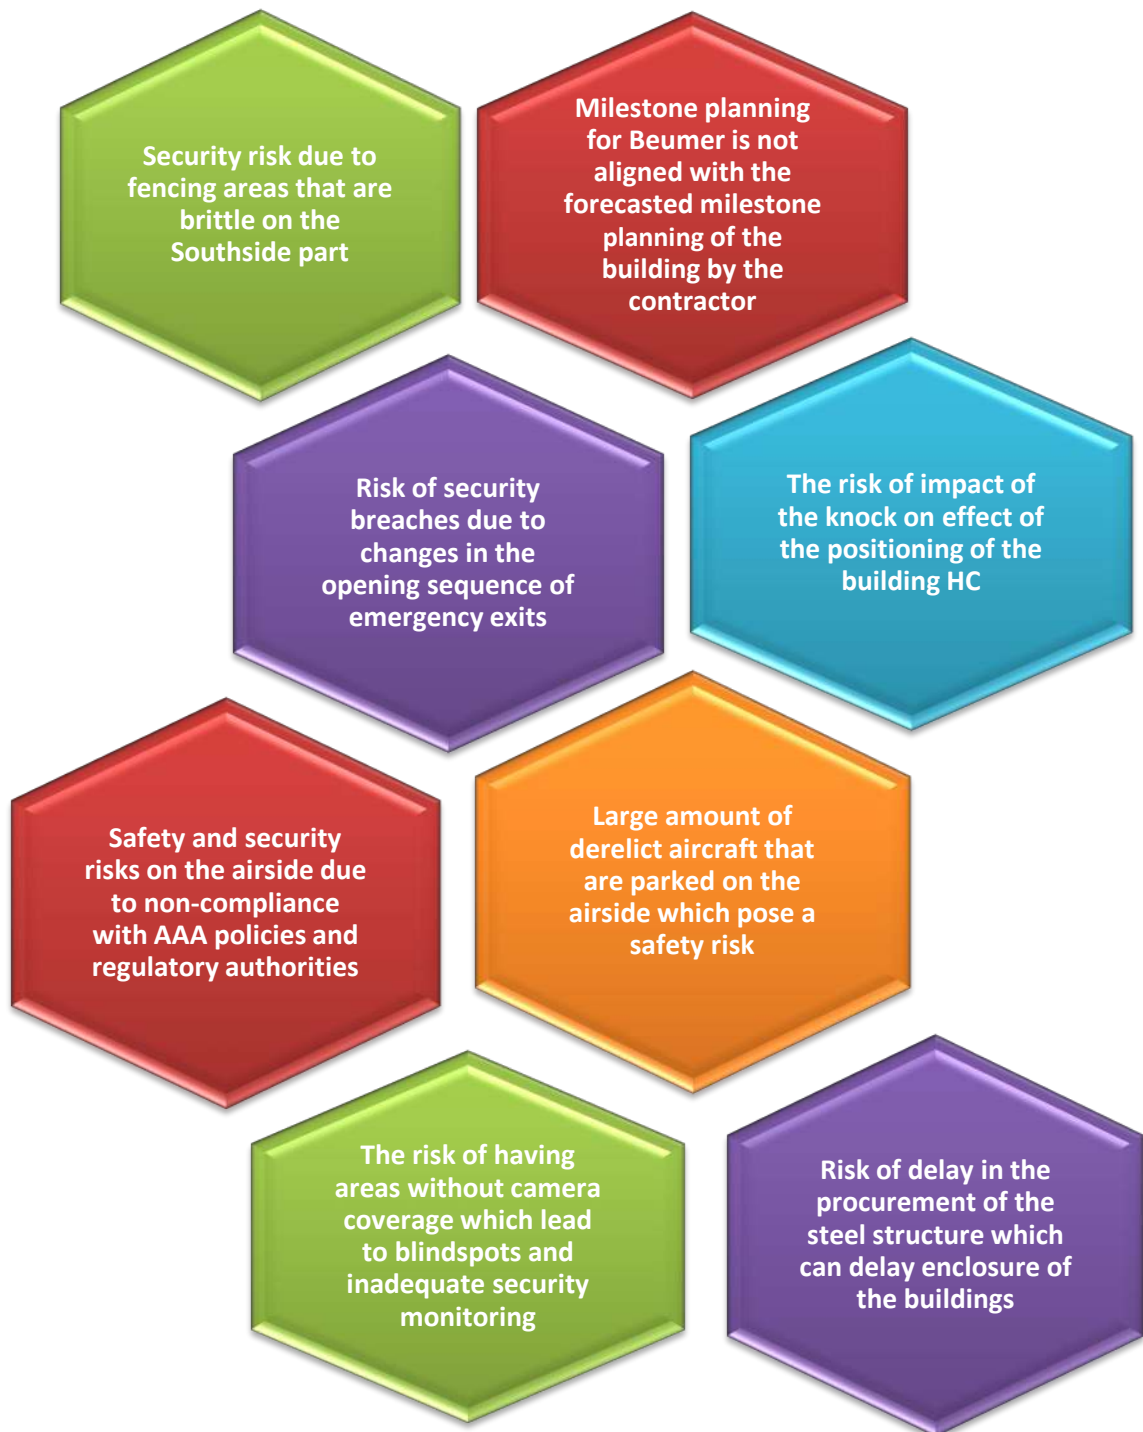 Security risk due to
fencing areas that are
brittle on the
Southside part
Milestone planning
for Beumer is not
aligned with the
forecasted milestone
planning of the
building by the
contractor
Risk of security
breaches due to
changes in the
opening sequence of
emergency exits
The risk of impact of
the knock on effect of
the positioning of the
building HC
Safety and security
risks on the airside due
to non-compliance
with AAA policies and
regulatory authorities
Large amount of
derelict aircraft that
are parked on the
airside which pose a
safety risk
The risk of having
areas without camera
coverage which lead
to blindspots and
inadequate security
monitoring
Risk of delay in the
procurement of the
steel structure which
can delay enclosure of
the buildings